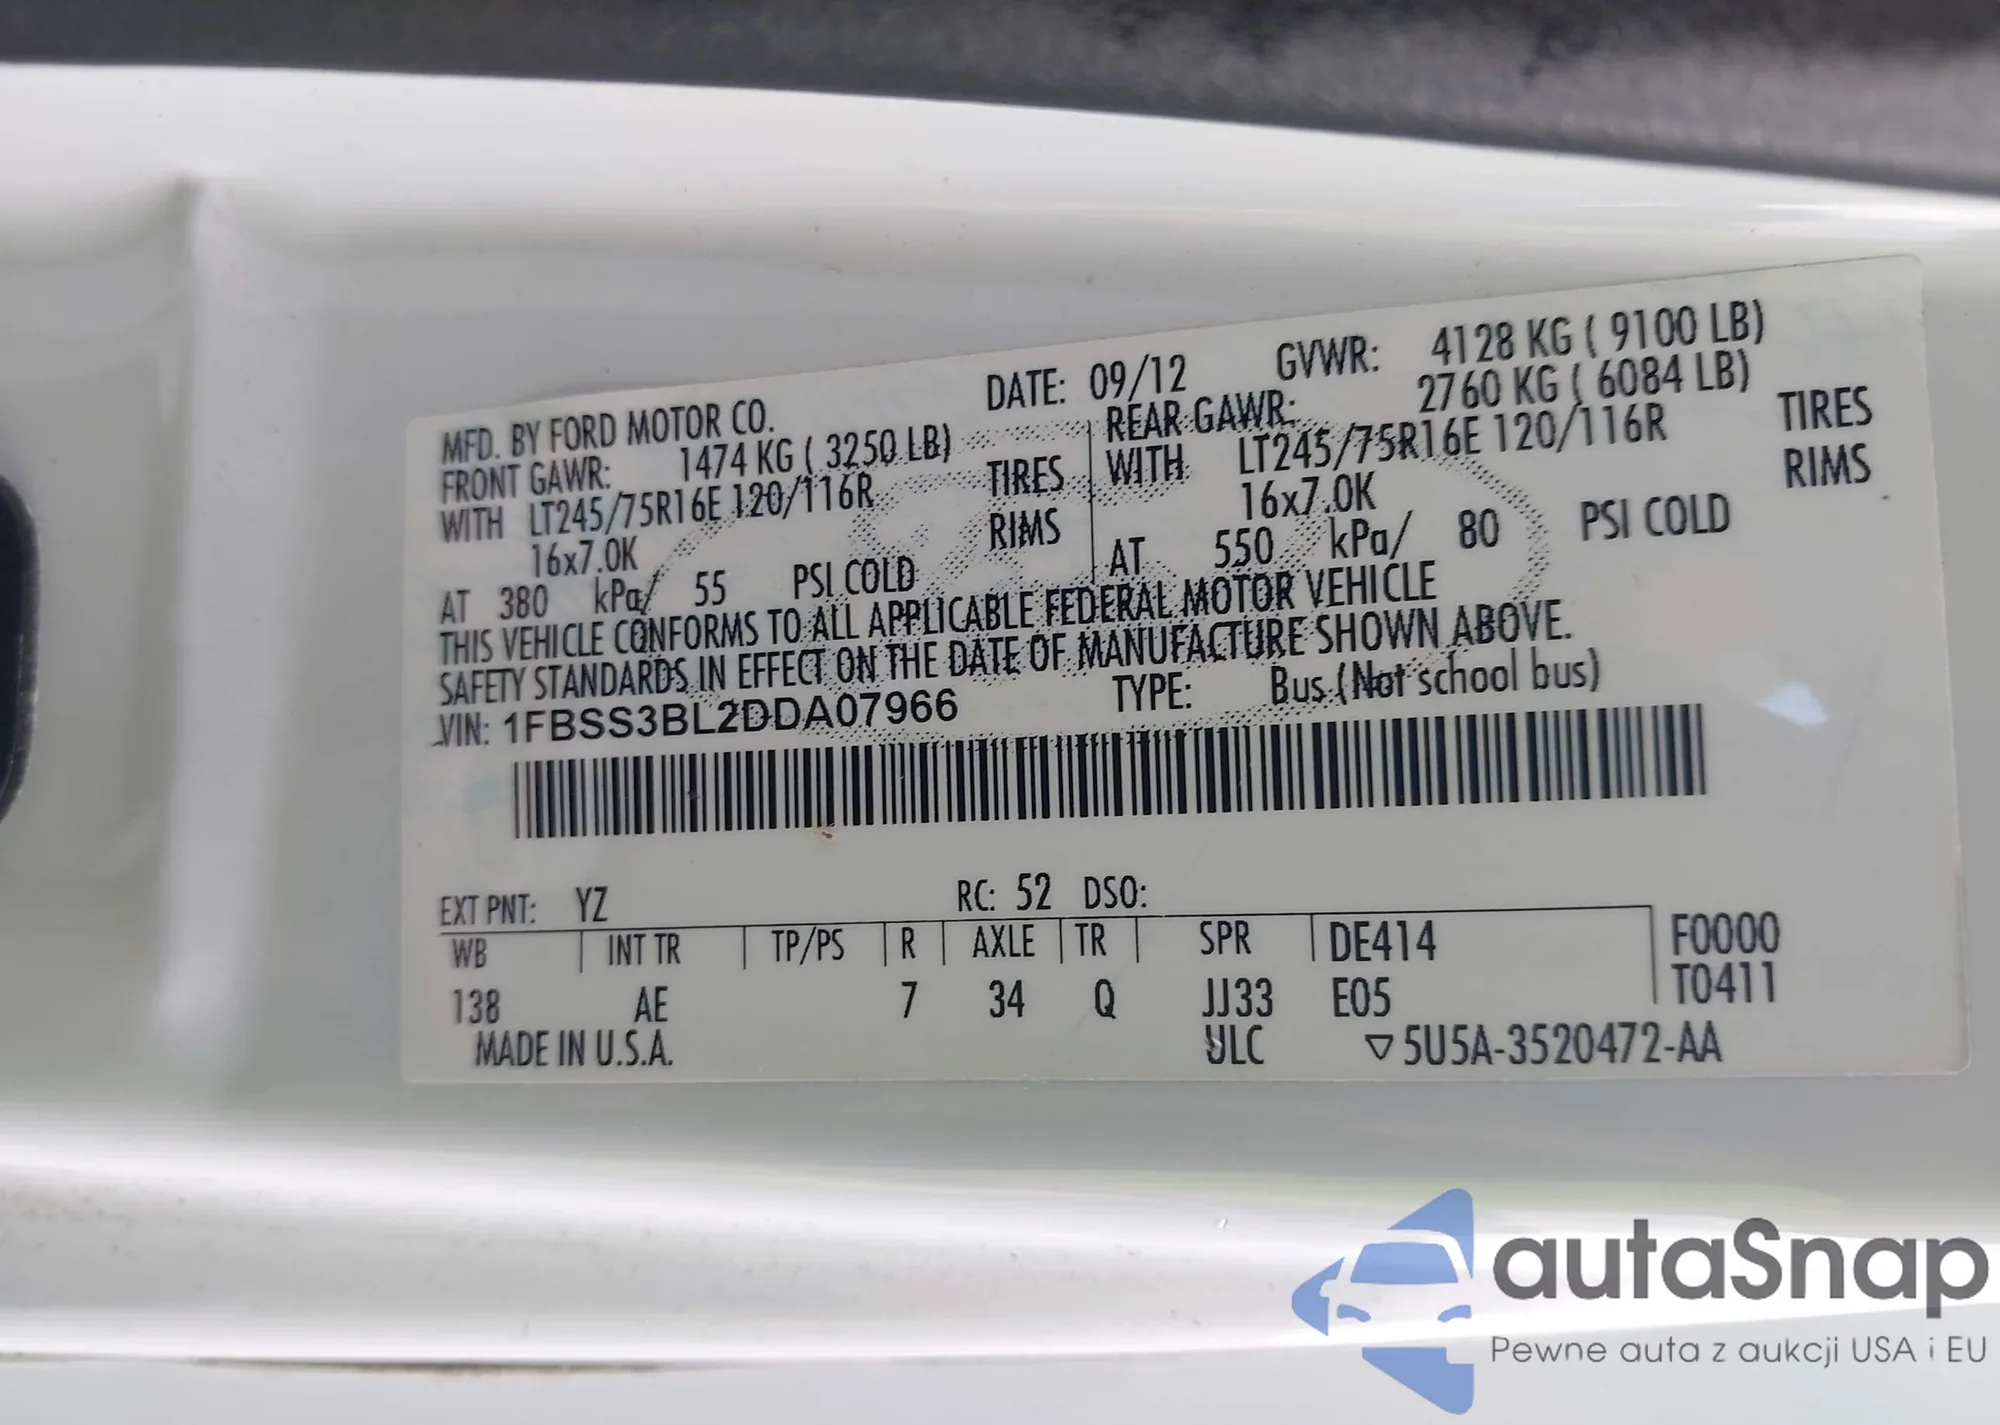 MFD. BY FORD MOTOR CO.
DATE: 09/12
GVWR: 4128 KG ( 9100 LB)
FRONT GAWR: 1474 KG ( 3250 LB)
WITH LT245/75R16E 120/116R TIRES
16x7.0K RIMS
AT 380 kPa/ 55 PSI COLD
REAR GAWR: 2760 KG ( 6084 LB)
WITH LT245/75R16E 120/116R TIRES
16x7.0K RIMS
AT 550 kPa/ 80 PSI COLD
THIS VEHICLE CONFORMS TO ALL APPLICABLE FEDERAL MOTOR VEHICLE
SAFETY STANDARDS IN EFFECT ON THE DATE OF MANUFACTURE SHOWN ABOVE.
VIN: 1FBSS3BL2DDA07966 TYPE: Bus (Not school bus)
EXT PNT: YZ RC: 52 DSO:
WB INT TR TP/PS R AXLE TR SPR DE414 F0000
138 AE 7 34 Q JJ33 E05 T0411
MADE IN U.S.A. ULC ▽5U5A-3520472-AA
autaSnap
Pewne auta z aukcji USA i EU